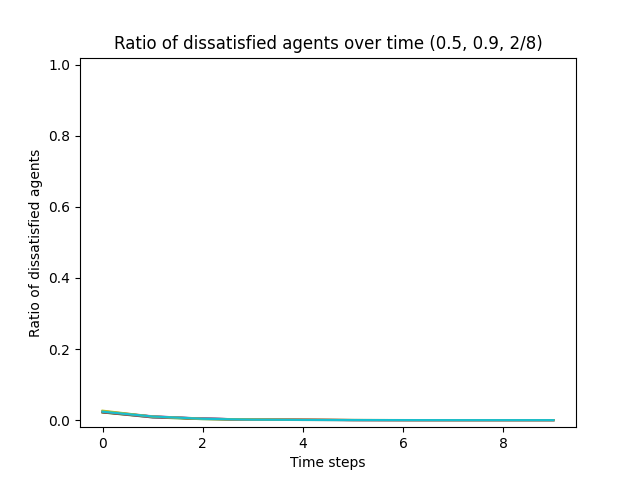 Ratio of dissatisfied agents over time (0.5, 0.9, 2/8)
Ratio of dissatisfied agents
1.0
0.8
0.6
0.4
0.2
0.0
0 2 4 6 8
Time steps